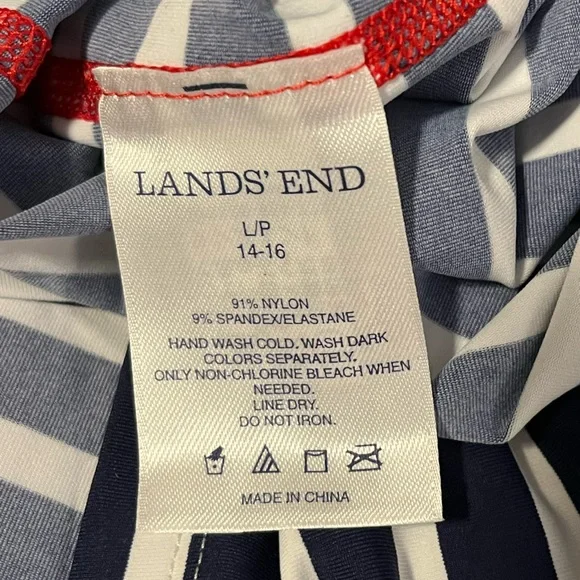 LANDS' END
L/P
14-16
91% NYLON
9% SPANDEX/ELASTANE
HAND WASH COLD. WASH DARK
COLORS SEPARATELY.
ONLY NON-CHLORINE BLEACH WHEN
NEEDED.
LINE DRY.
DO NOT IRON.
MADE IN CHINA